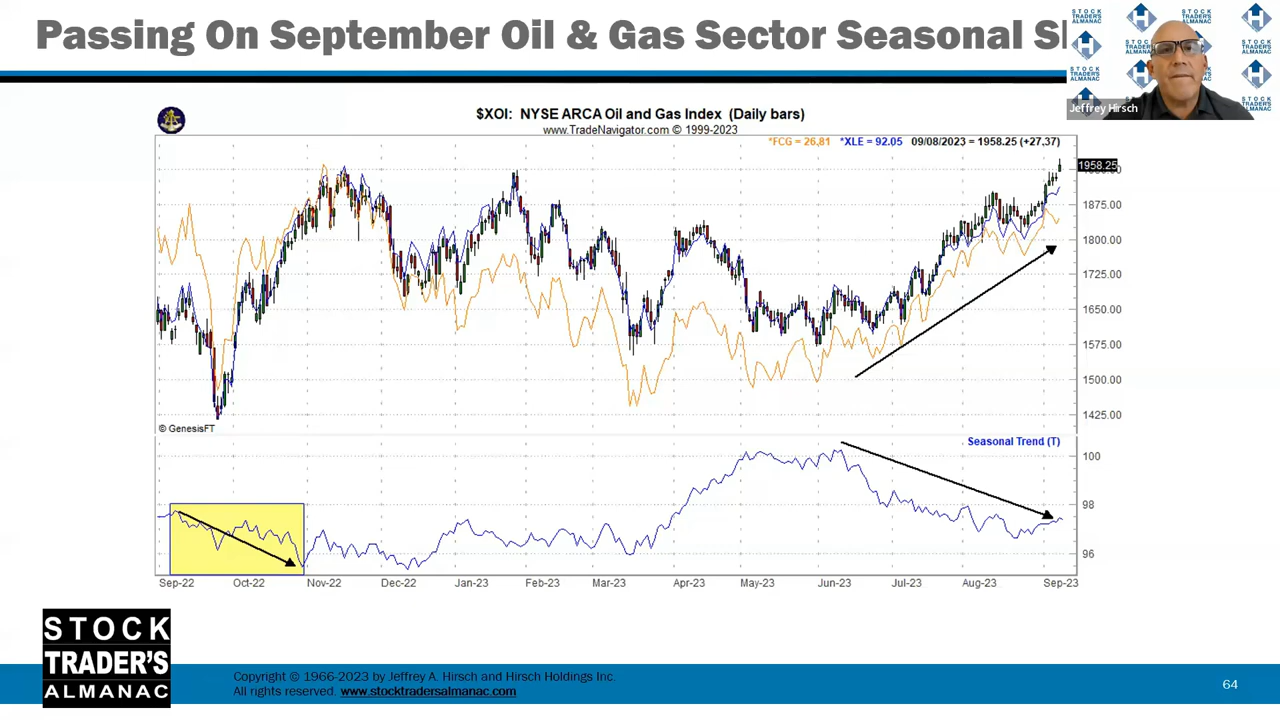 Passing On September Oil & Gas Sector Seasonal
STOCK
TRADER'S
ALMANAC
Jeffrey Hirsch
$XOI: NYSE ARCA Oil and Gas Index (Daily bars)
www.TradeNavigator.com © 1999-2023
*FCG = 26.81 *XLE = 92.05 09/08/2023 = 1958.25 (+27.37)
1958.25
1875.00
1800.00
1725.00
1650.00
1575.00
1500.00
1425.00
© GenesisFT
Seasonal Trend (T)
100
98
96
Sep-22 Oct-22 Nov-22 Dec-22 Jan-23 Feb-23 Mar-23 Apr-23 May-23 Jun-23 Jul-23 Aug-23 Sep-23
STOCK
TRADER'S
ALMANAC
Copyright © 1966-2023 by Jeffrey A. Hirsch and Hirsch Holdings Inc.
All rights reserved. www.stocktradersalmanac.com
64